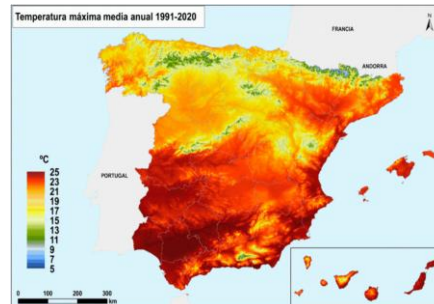 Temperatura máxima media anual 1991-2020
FRANCIA
N
ANDORRA
PORTUGAL
ºC
25
23
21
19
17
15
13
11
9
7
5
0
100
200
300
km